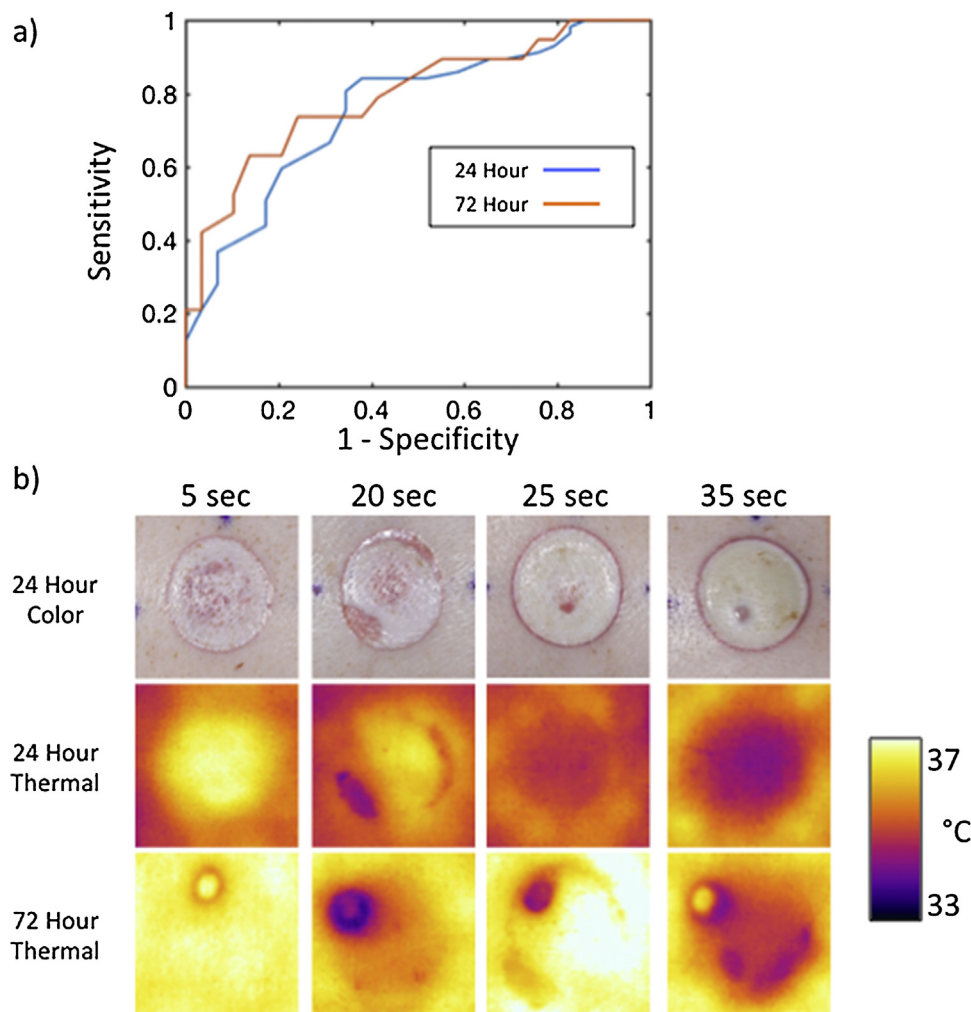 a)
1
0.8
0.6
0.4
0.2
0
Sensitivity
24 Hour
72 Hour
0
0.2
0.4
0.6
0.8
1
1 - Specificity
b)
5 sec
20 sec
25 sec
35 sec
24 Hour
Color
24 Hour
Thermal
72 Hour
Thermal
37
°C
33